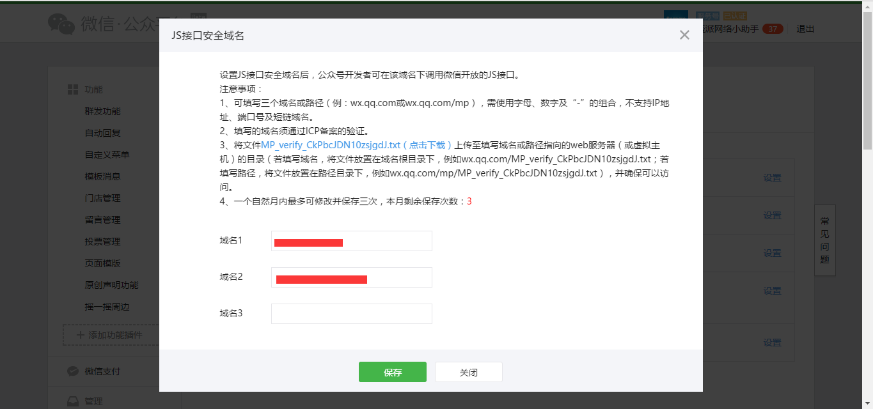 微信·公众
网络小助手 37 退出
JS接口安全域名
设置JS接口安全域名后，公众号开发者可在该域名下调用微信开放的JS接口。
注意事项：
1、可填写三个域名或路径（例：wx.qq.com或wx.qq.com/mp），需使用字母、数字及“-”的组合，不支持IP地
址、端口号及短链域名。
2、填写的域名须通过ICP备案的验证。
3、将文件MP_verify_CkPbcJDN10zsjgdJ.txt（点击下载）上传至填写域名或路径指向的web服务器（或虚拟主
机）的目录（若填写域名，将文件放置在域名根目录下，例如wx.qq.com/MP_verify_CkPbcJDN10zsjgdJ.txt；若
填写路径，将文件放置在路径目录下，例如wx.qq.com/mp/MP_verify_CkPbcJDN10zsjgdJ.txt），并确保可以访
问。
4、一个自然月内最多可修改并保存三次，本月剩余保存次数：3
域名1
域名2
域名3
保存
关闭
功能
群发功能
自动回复
自定义菜单
模板消息
门店管理
留言管理
投票管理
页面模版
原创声明功能
摇一摇周边
＋ 添加功能插件
微信支付
管理
设置
设置
设置
设置
设置
常
见
问
题